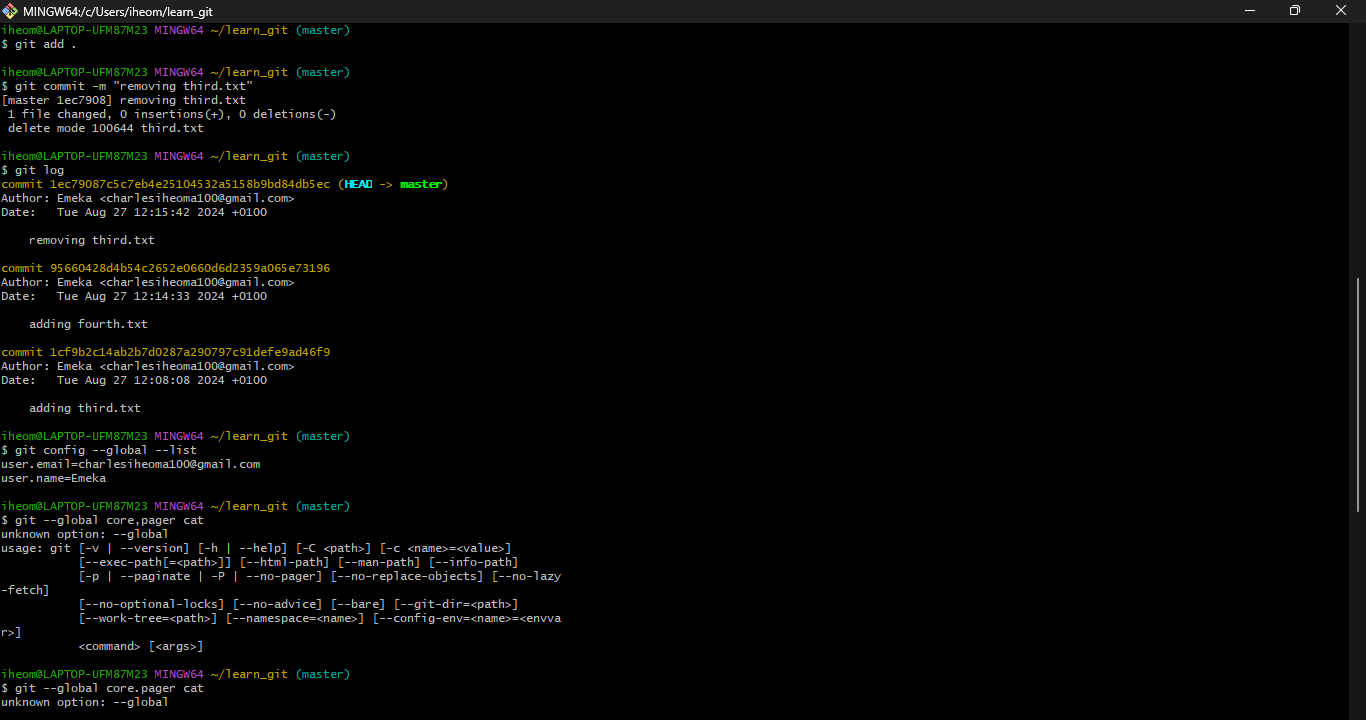 MINGW64:/c/Users/iheom/learn_git
iheom@LAPTOP-UFM87M23 MINGW64 ~/learn_git (master)
$ git add .
iheom@LAPTOP-UFM87M23 MINGW64 ~/learn_git (master)
$ git commit -m "removing third.txt"
[master 1ec7908] removing third.txt
 1 file changed, 0 insertions(+), 0 deletions(-)
 delete mode 100644 third.txt
iheom@LAPTOP-UFM87M23 MINGW64 ~/learn_git (master)
$ git log
commit 1ec79087c5c7eb4e25104532a5158b9bd84db5ec (HEAD -> master)
Author: Emeka <charlesiheoma100@gmail.com>
Date:   Tue Aug 27 12:15:42 2024 +0100
    removing third.txt
commit 95660428d4b54c2652e0660d6d2359a065e73196
Author: Emeka <charlesiheoma100@gmail.com>
Date:   Tue Aug 27 12:14:33 2024 +0100
    adding fourth.txt
commit 1cf9b2c14ab2b7d0287a290797c91defe9ad46f9
Author: Emeka <charlesiheoma100@gmail.com>
Date:   Tue Aug 27 12:08:08 2024 +0100
    adding third.txt
iheom@LAPTOP-UFM87M23 MINGW64 ~/learn_git (master)
$ git config --global --list
user.email=charlesiheoma100@gmail.com
user.name=Emeka
iheom@LAPTOP-UFM87M23 MINGW64 ~/learn_git (master)
$ git --global core,pager cat
unknown option: --global
usage: git [-v | --version] [-h | --help] [-C <path>] [-c <name>=<value>]
           [--exec-path[=<path>]] [--html-path] [--man-path] [--info-path]
           [-p | --paginate | -P | --no-pager] [--no-replace-objects] [--no-lazy
-fetch]
           [--no-optional-locks] [--no-advice] [--bare] [--git-dir=<path>]
           [--work-tree=<path>] [--namespace=<name>] [--config-env=<name>=<envva
r>]
           <command> [<args>]
iheom@LAPTOP-UFM87M23 MINGW64 ~/learn_git (master)
$ git --global core.pager cat
unknown option: --global